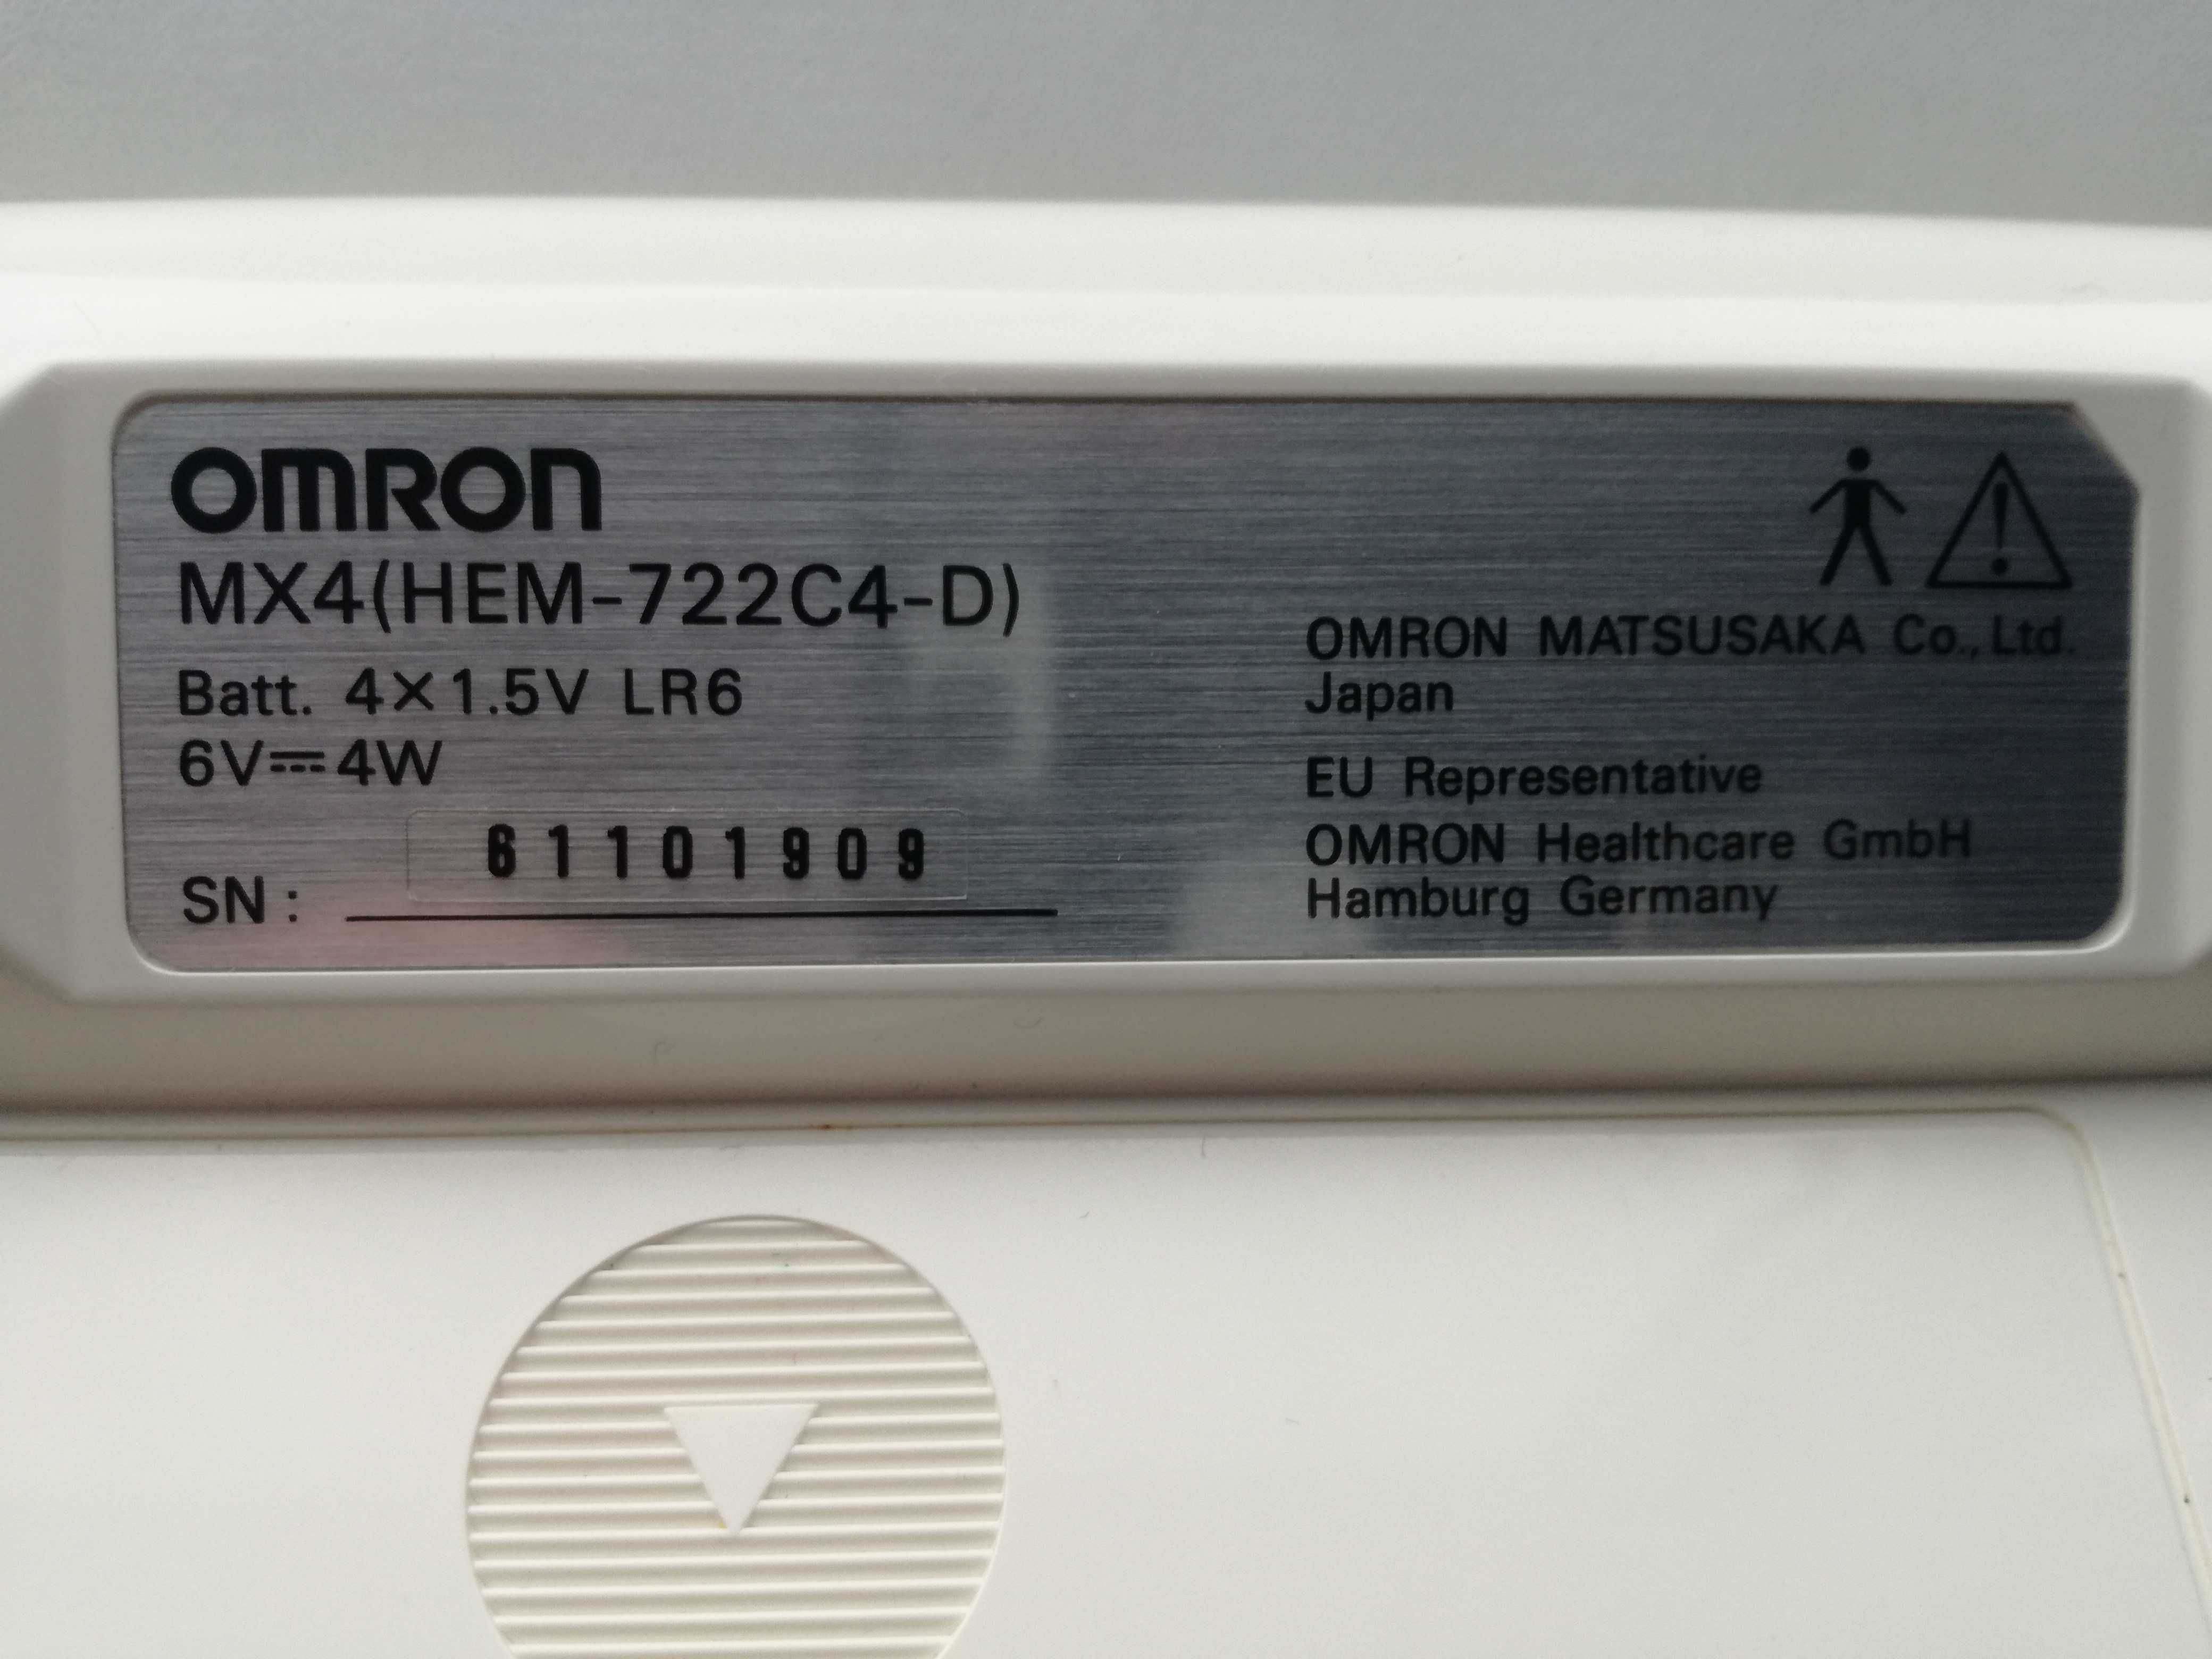 OMRON
MX4(HEM-722C4-D)
Batt. 4×1.5V LR6
6V⎓4W
SN: 61101909
OMRON MATSUSAKA Co., Ltd.
Japan
EU Representative
OMRON Healthcare GmbH
Hamburg Germany